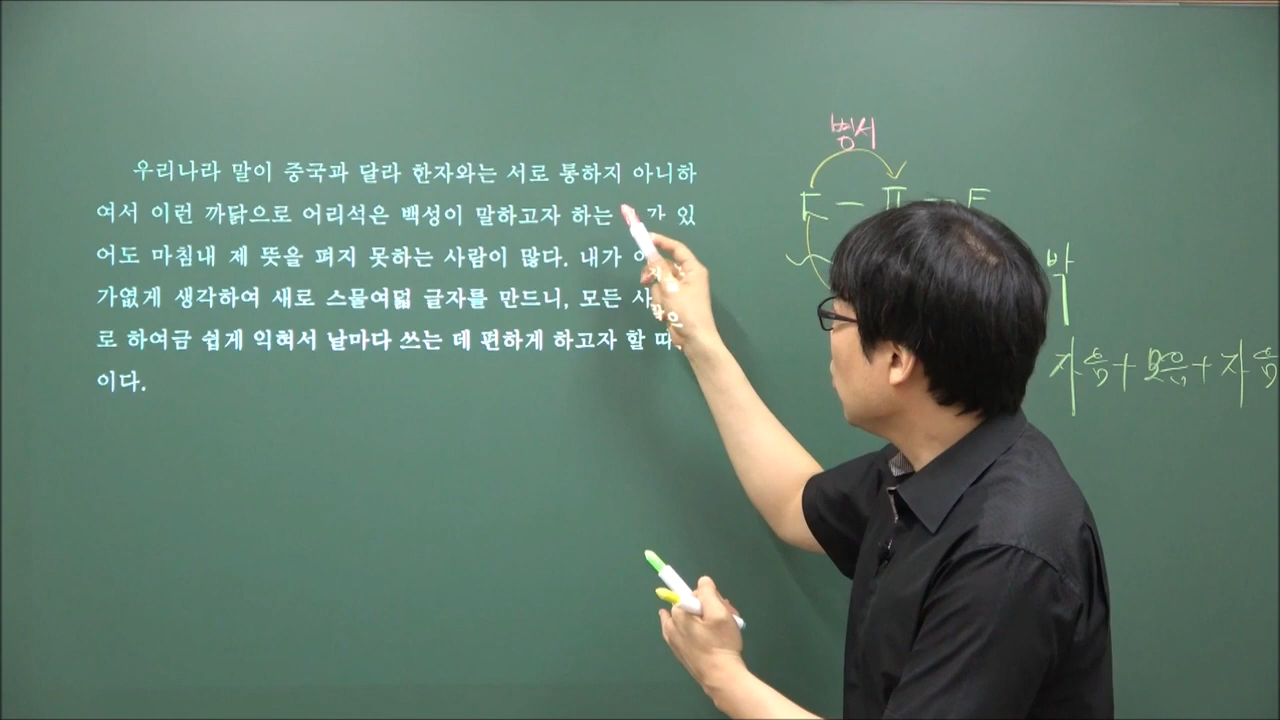 우리나라 말이 중국과 달라 한자와는 서로 통하지 아니하
여서 이런 까닭으로 어리석은 백성이 말하고자 하는 가 있
어도 마침내 제 뜻을 펴지 못하는 사람이 많다. 내가
가엾게 생각하여 새로 스물여덟 글자를 만드니, 모든
로 하여금 쉽게 익혀서 날마다 쓰는 데 편하게 하고자 할
이다.
병서
ㄷ ㅡ ㅍ ㅡ ㅌ
박
자음 + 모음 + 자음